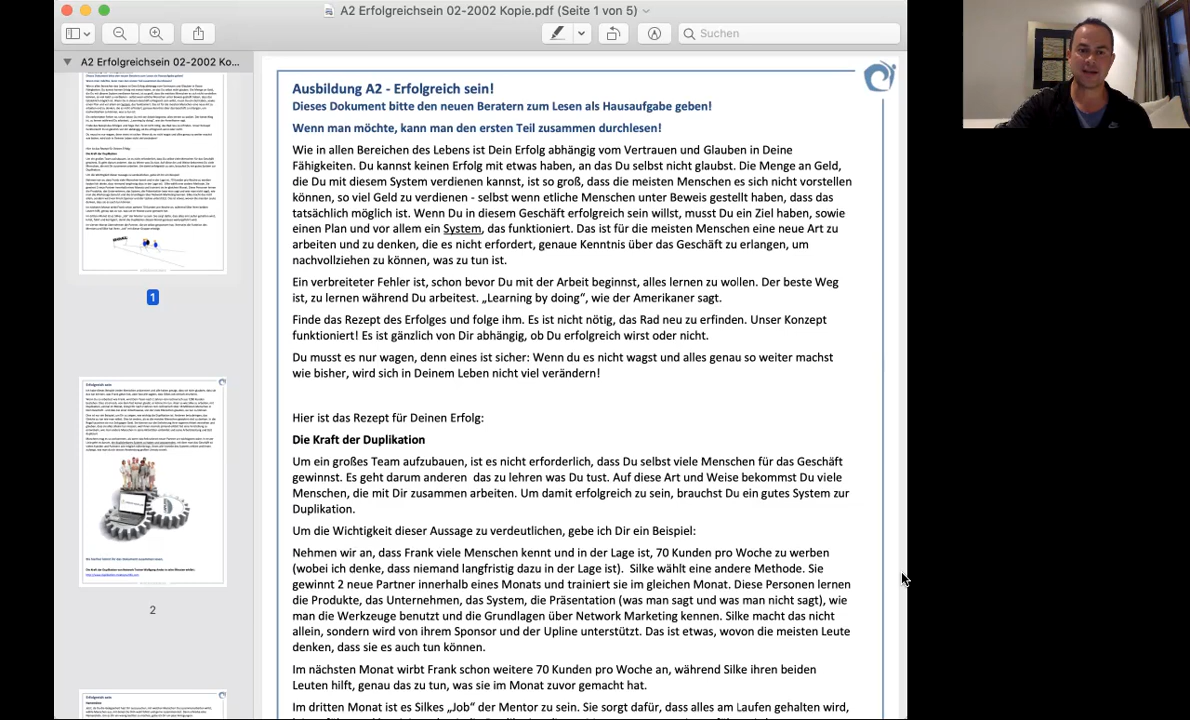 A2 Erfolgreichsein 02-2002 Kopie.pdf (Seite 1 von 5)
Suchen
A2 Erfolgreichsein 02-2002 Ko...
1
2
Ausbildung A2 - Erfolgreich sein!
Dieses Dokument bitte den neuen Beratern zu Lesen als Hausaufgabe geben!
Wenn man möchte, kann man den ersten Teil zusammen durchlesen!
Wie in allen Bereichen des Lebens ist Dein Erfolg abhängig vom Vertrauen und Glauben in Deine
Fähigkeiten. Du kannst keinen Erfolg mit etwas haben, an das Du selbst nicht glaubst. Die Menge an Geld,
die Du mit diesem System verdienen kannst, ist so groß, dass die meisten Menschen es sich nicht vorstellen
können, so viel Geld zu verdienen - selbst wenn etliche Menschen unter Beweis gestellt haben, dass das
tatsächlich möglich ist. Wenn Du in diesem Geschäft erfolgreich sein willst, musst Du ein Ziel haben, sowie
einen Plan und vor allem ein System, das funktioniert. Das ist für die meisten Menschen eine neue Art zu
arbeiten und zu denken, die es nicht erfordert, genaue Kenntnis über das Geschäft zu erlangen, um
nachvollziehen zu können, was zu tun ist.
Ein verbreiteter Fehler ist, schon bevor Du mit der Arbeit beginnst, alles lernen zu wollen. Der beste Weg
ist, zu lernen während Du arbeitest. „Learning by doing“, wie der Amerikaner sagt.
Finde das Rezept des Erfolges und folge ihm. Es ist nicht nötig, das Rad neu zu erfinden. Unser Konzept
funktioniert! Es ist gänzlich von Dir abhängig, ob Du erfolgreich wirst oder nicht.
Du musst es nur wagen, denn eines ist sicher: Wenn du es nicht wagst und alles genau so weiter machst
wie bisher, wird sich in Deinem Leben nicht viel verändern!
Hier ist das Rezept für Deinen Erfolg:
Die Kraft der Duplikation
Um ein großes Team aufzubauen, ist es nicht erforderlich, dass Du selbst viele Menschen für das Geschäft
gewinnst. Es geht darum anderen  das zu lehren was Du tust. Auf diese Art und Weise bekommst Du viele
Menschen, die mit Dir zusammen arbeiten. Um damit erfolgreich zu sein, brauchst Du ein gutes System zur
Duplikation.
Um die Wichtigkeit dieser Aussage zu verdeutlichen, gebe ich Dir ein Beispiel:
Nehmen wir an, dass Frank viele Menschen kennt und in der Lage ist, 70 Kunden pro Woche zu werben
(wobei ich denke, dass niemand langfristig dazu in der Lage ist).  Silke wählt eine andere Methode. Sie
gewinnt 2 neue Partner innerhalb eines Monats und trainiert sie im gleichen Monat. Diese Personen lernen
die Produkte, das Unternehmen, das System, die Präsentation (was man sagt und was man nicht sagt), wie
man die Werkzeuge benutzt und die Grundlagen über Network Marketing kennen. Silke macht das nicht
allein, sondern wird von ihrem Sponsor und der Upline unterstützt. Das ist etwas, wovon die meisten Leute
denken, dass sie es auch tun können.
Im nächsten Monat wirbt Frank schon weitere 70 Kunden pro Woche an, während Silke ihren beiden
Leuten hilft, genau das zu tun, was sie im Monat zuvor gemacht hat.
Im dritten Monat ist es Silkes „Job“ der Mentor zu sein. Sie sorgt dafür, dass alles am Laufen gehalten wird,